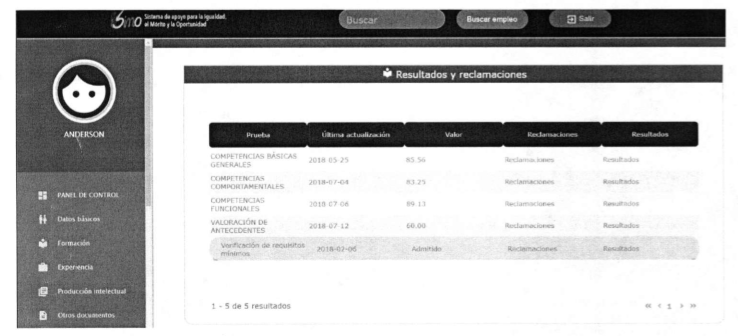 Simo Sistema de apoyo para la Igualdad,
el Mérito y la Oportunidad
Buscar
Buscar empleo
Salir
ANDERSON
PANEL DE CONTROL
Datos básicos
Formación
Experiencia
Producción intelectual
Otros documentos
Resultados y reclamaciones
Prueba Última actualización Valor Reclamaciones Resultados
COMPETENCIAS BÁSICAS
GENERALES 2018-05-25 65.56 Reclamaciones Resultados
COMPETENCIAS
COMPORTAMENTALES 2018-07-04 83.25 Reclamaciones Resultados
COMPETENCIAS
FUNCIONALES 2018-07-06 89.13 Reclamaciones Resultados
VALORACIÓN DE
ANTECEDENTES 2018-07-12 60.00 Reclamaciones Resultados
Verificación de requisitos
mínimos 2018-02-06 Admitido Reclamaciones Resultados
1 - 5 de 5 resultados
« < 1 > »